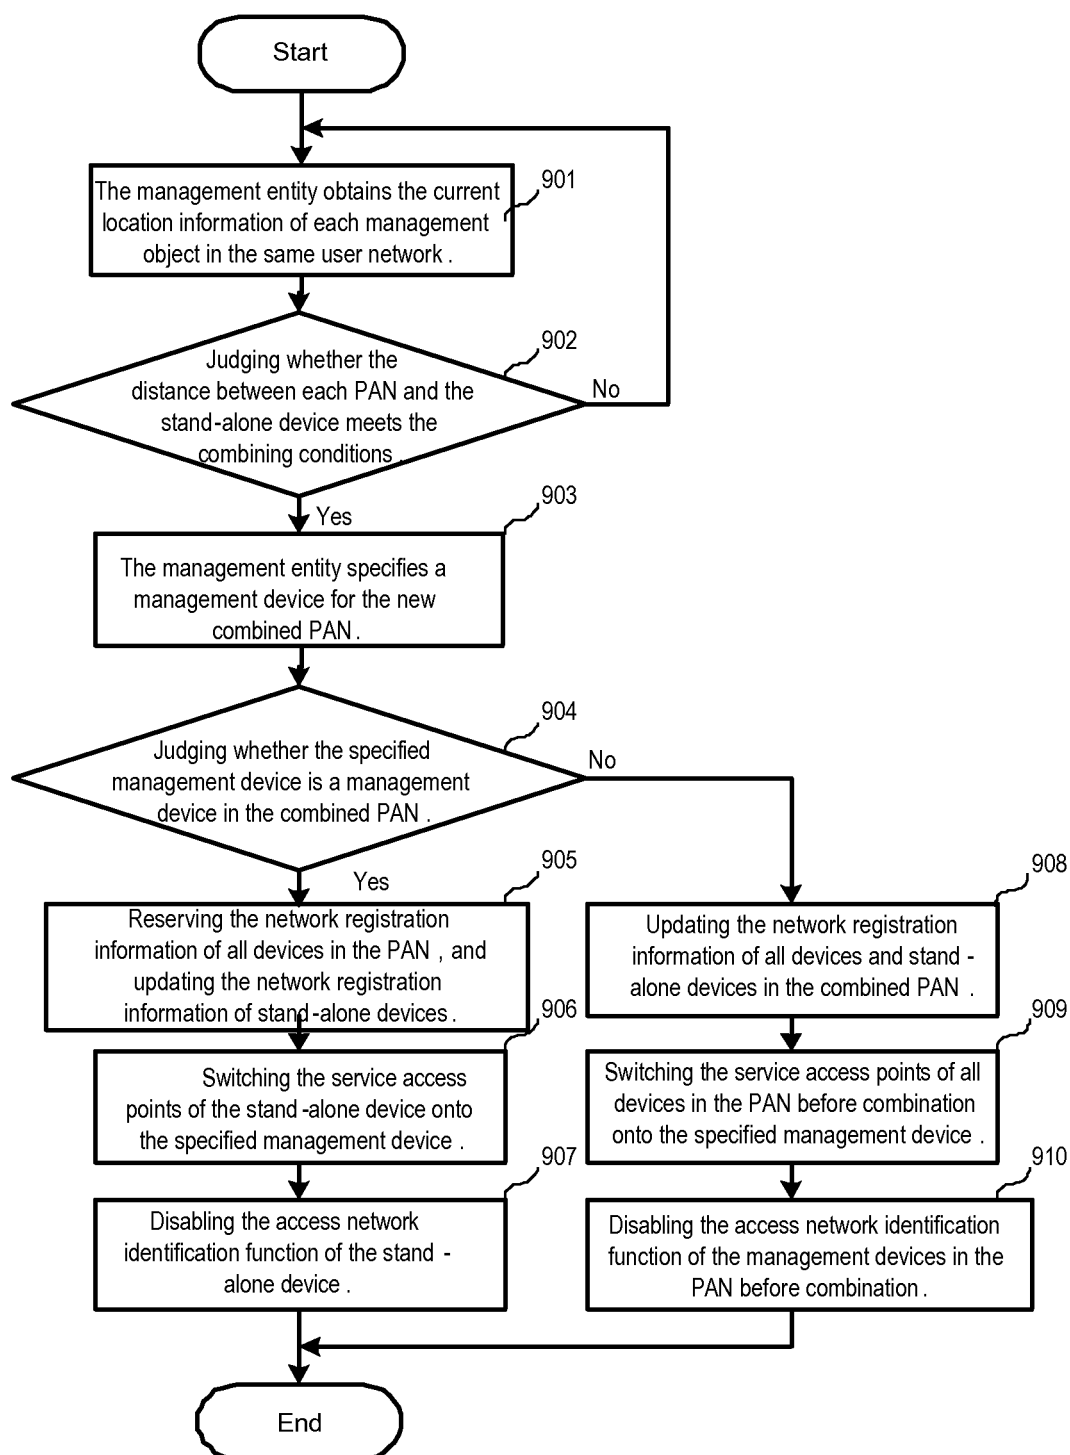 Start
The management entity obtains the current
location information of each management
object in the same user network .
901
Judging whether the
distance between each PAN and the
stand-alone device meets the
combining conditions .
902
No
Yes
903
The management entity specifies a
management device for the new
combined PAN .
904
Judging whether the specified
management device is a management
device in the combined PAN .
No
Yes
905
Reserving the network registration
information of all devices in the PAN , and
updating the network registration
information of stand-alone devices .
908
Updating the network registration
information of all devices and stand -
alone devices in the combined PAN .
906
Switching the service access
points of the stand -alone device onto
the specified management device .
909
Switching the service access points of all
devices in the PAN before combination
onto the specified management device .
907
Disabling the access network
identification function of the stand -
alone device .
910
Disabling the access network identification
function of the management devices in the
PAN before combination .
End